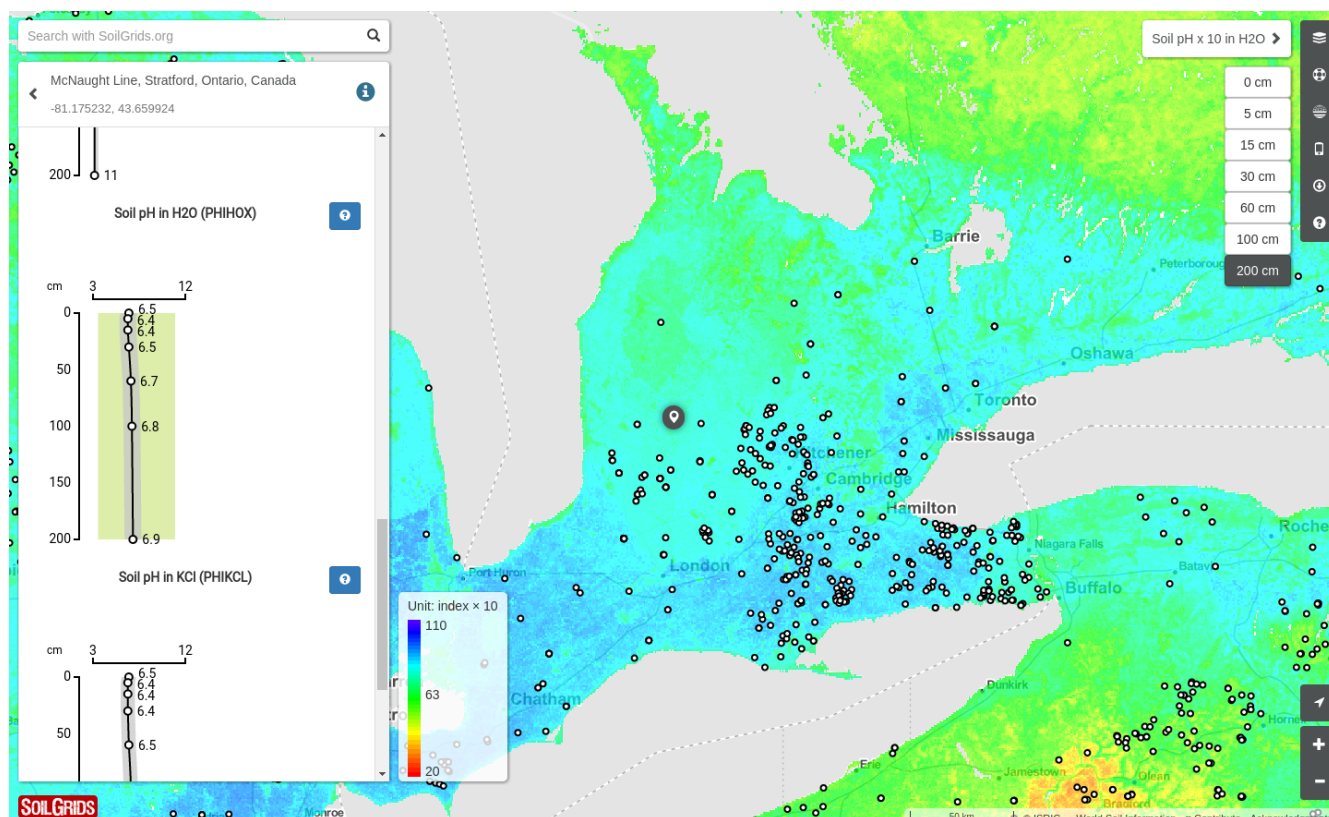 Search with SoilGrids.org
McNaught Line, Stratford, Ontario, Canada
-81.175232, 43.659924
200
11
Soil pH in H2O (PHIHOX)
cm
3
12
0
50
100
150
200
6.5
6.4
6.4
6.5
6.7
6.8
6.9
Soil pH in KCl (PHIKCL)
cm
3
12
0
50
6.5
6.4
6.4
6.4
6.5
SOILGRIDS
Soil pH x 10 in H2O
0 cm
5 cm
15 cm
30 cm
60 cm
100 cm
200 cm
Barrie
Oshawa
Toronto
Mississauga
Cambridge
Hamilton
Niagara Falls
Buffalo
Batav
Roche
London
Port Huron
Chatham
Dunkirk
Erie
Jamestown
Olean
Bradford
Hornell
Monroe
Unit: index × 10
110
63
20
50 km
© ISRIC - World Soil Information